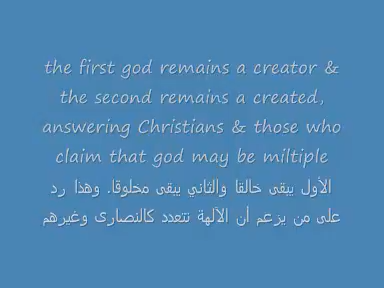 the first god remains a creator &
the second remains a created,
answering Christians & those who
claim that god may be miltiple
الأول يبقى خالقا والثاني يبقى مخلوقا. وهذا رد
على من يزعم أن الآلهة تتعدد كالنصارى وغيرهم